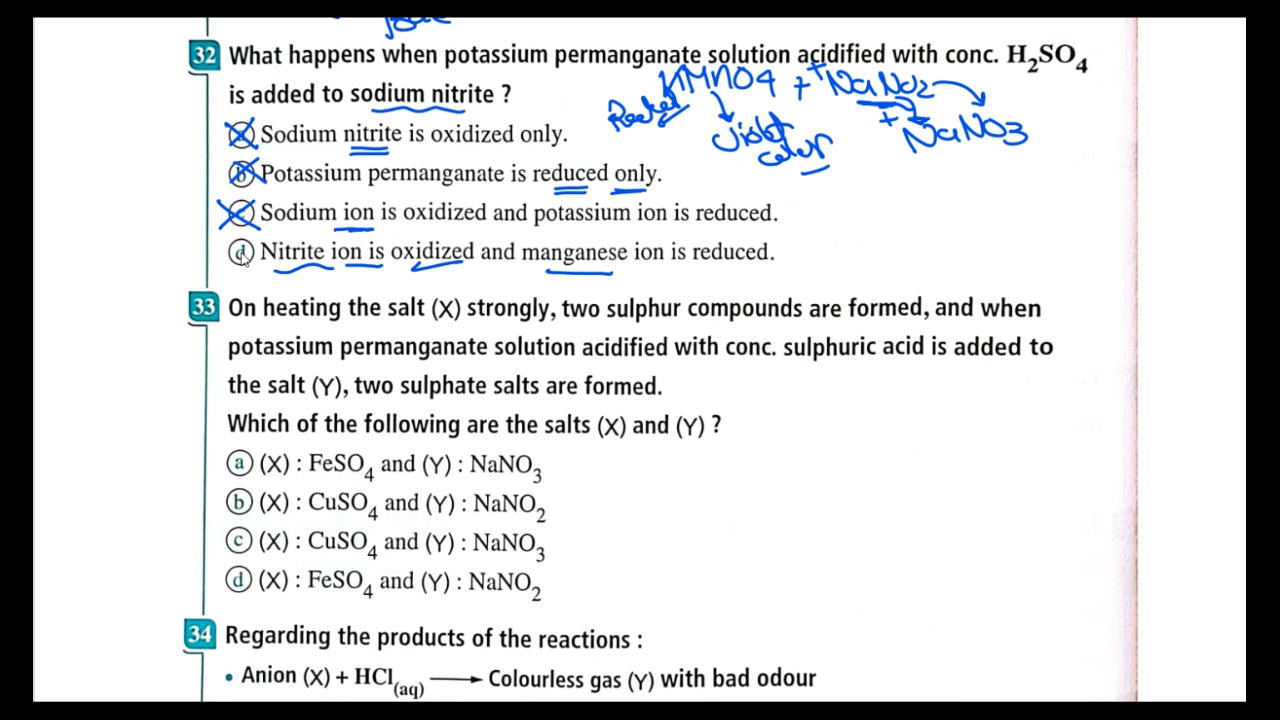 32 What happens when potassium permanganate solution acidified with conc. H₂SO₄
KMnO4 + NaNO2
is added to sodium nitrite ?
+ NaNO3
violet
color
ⓐ Sodium nitrite is oxidized only.
ⓑ Potassium permanganate is reduced only.
ⓒ Sodium ion is oxidized and potassium ion is reduced.
ⓓ Nitrite ion is oxidized and manganese ion is reduced.
33 On heating the salt (X) strongly, two sulphur compounds are formed, and when
potassium permanganate solution acidified with conc. sulphuric acid is added to
the salt (Y), two sulphate salts are formed.
Which of the following are the salts (X) and (Y) ?
ⓐ (X) : FeSO₄ and (Y) : NaNO₃
ⓑ (X) : CuSO₄ and (Y) : NaNO₂
ⓒ (X) : CuSO₄ and (Y) : NaNO₃
ⓓ (X) : FeSO₄ and (Y) : NaNO₂
34 Regarding the products of the reactions :
• Anion (X) + HCl(aq) ⟶ Colourless gas (Y) with bad odour